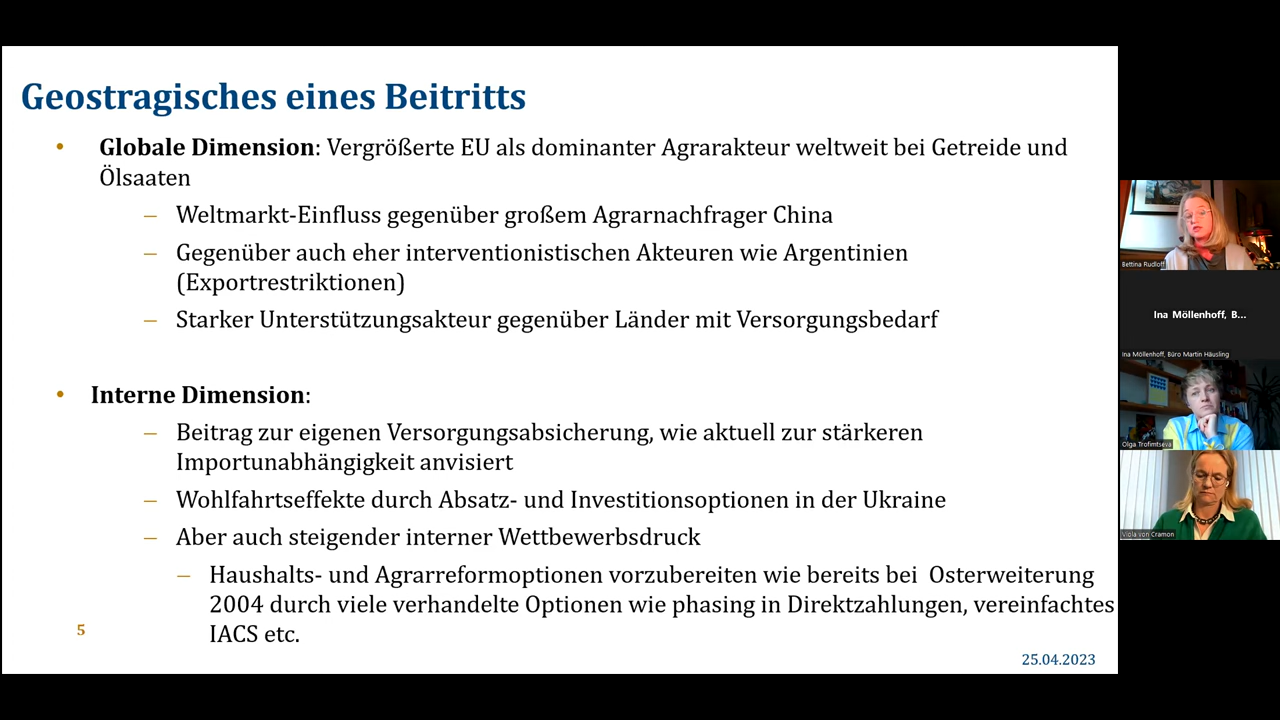 Geostragisches eines Beitritts
• Globale Dimension: Vergrößerte EU als dominanter Agrarakteur weltweit bei Getreide und
Ölsaaten
– Weltmarkt-Einfluss gegenüber großem Agrarnachfrager China
– Gegenüber auch eher interventionistischen Akteuren wie Argentinien
(Exportrestriktionen)
– Starker Unterstützungsakteur gegenüber Länder mit Versorgungsbedarf
• Interne Dimension:
– Beitrag zur eigenen Versorgungsabsicherung, wie aktuell zur stärkeren
Importunabhängigkeit anvisiert
– Wohlfahrtseffekte durch Absatz- und Investitionsoptionen in der Ukraine
– Aber auch steigender interner Wettbewerbsdruck
– Haushalts- und Agrarreformoptionen vorzubereiten wie bereits bei Osterweiterung
2004 durch viele verhandelte Optionen wie phasing in Direktzahlungen, vereinfachtes
IACS etc.
5
25.04.2023
Bettina Rudloff
Ina Möllenhoff, B...
Ina Möllenhoff, Büro Martin Häusling
Olga Trofimtseva
Viola von Cramon